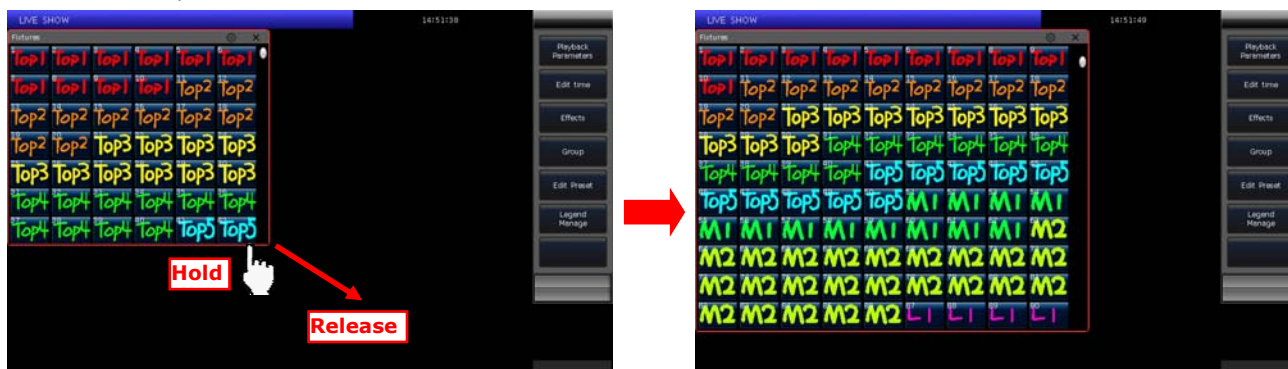 LIVE SHOW
14:51:38
Fixtures
Top1 Top1 Top1 Top1 Top1 Top1
Top1 Top1 Top1 Top1 Top2 Top2
Top2 Top2 Top2 Top2 Top2 Top2
Top2 Top2 Top3 Top3 Top3 Top3
Top3 Top3 Top3 Top3 Top3 Top3
Top4 Top4 Top4 Top4 Top4 Top4
Top4 Top4 Top4 Top4 Top5 Top5
Hold
Release
Playback
Parameters
Edit time
Effects
Group
Edit Preset
Legend
Manage
LIVE SHOW
14:51:49
Fixtures
Top1 Top1 Top1 Top1 Top1 Top1 Top1 Top1 Top1
Top1 Top2 Top2 Top2 Top2 Top2 Top2 Top2 Top2
Top2 Top2 Top3 Top3 Top3 Top3 Top3 Top3 Top3
Top3 Top3 Top3 Top4 Top4 Top4 Top4 Top4 Top4
Top4 Top4 Top4 Top4 Top5 Top5 Top5 Top5 Top5
Top5 Top5 Top5 Top5 Top5 M1 M1 M1 M1
M1 M1 M1 M1 M1 M1 M1 M1 M2
M2 M2 M2 M2 M2 M2 M2 M2 M2
M2 M2 M2 M2 M2 M2 M2 M2 M2
M2 M2 M2 M2 M2 L1 L1 L1 L1
Playback
Parameters
Edit time
Effects
Group
Edit Preset
Legend
Manage